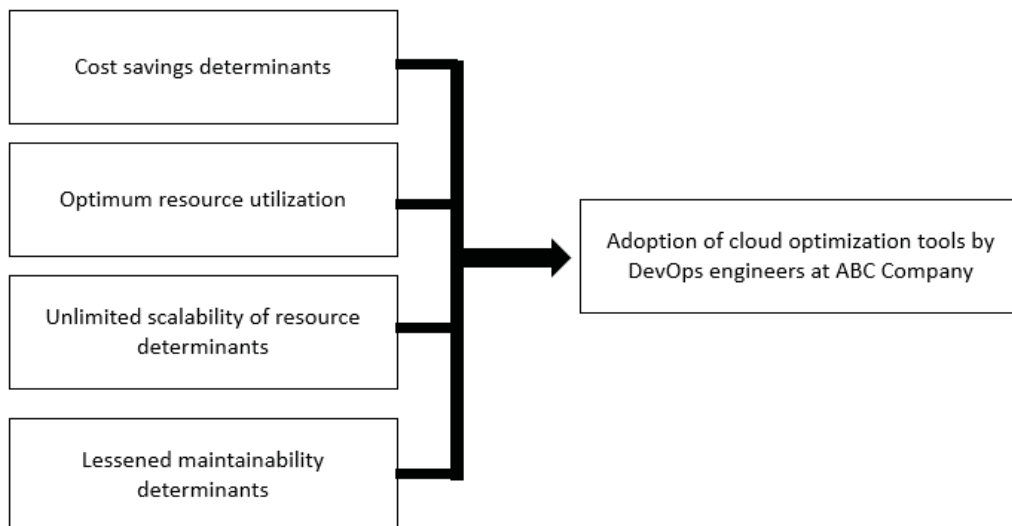 Cost savings determinants
Optimum resource utilization
Unlimited scalability of resource
determinants
Lessened maintainability
determinants
Adoption of cloud optimization tools by
DevOps engineers at ABC Company